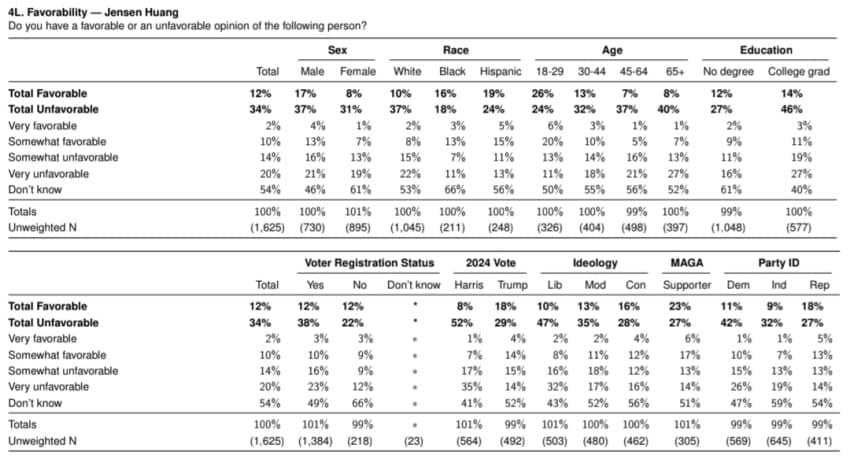 4L. Favorability — Jensen Huang
Do you have a favorable or an unfavorable opinion of the following person?
Sex Race Age Education
Total Male Female White Black Hispanic 18-29 30-44 45-64 65+ No degree College grad
Total Favorable 12% 17% 8% 10% 16% 19% 26% 13% 7% 8% 12% 14%
Total Unfavorable 34% 37% 31% 37% 18% 24% 24% 32% 37% 40% 27% 46%
Very favorable 2% 4% 1% 2% 3% 5% 6% 3% 1% 1% 2% 3%
Somewhat favorable 10% 13% 7% 8% 13% 15% 20% 10% 5% 7% 9% 11%
Somewhat unfavorable 14% 16% 13% 15% 7% 11% 13% 14% 16% 13% 11% 19%
Very unfavorable 20% 21% 19% 22% 11% 13% 11% 18% 21% 27% 16% 27%
Don't know 54% 46% 61% 53% 66% 56% 50% 55% 56% 52% 61% 40%
Totals 100% 100% 101% 100% 100% 100% 100% 100% 99% 100% 99% 100%
Unweighted N (1,625) (730) (895) (1,045) (211) (248) (326) (404) (498) (397) (1,048) (577)
Voter Registration Status 2024 Vote Ideology MAGA Party ID
Total Yes No Don't know Harris Trump Lib Mod Con Supporter Dem Ind Rep
Total Favorable 12% 12% 12% * 8% 18% 10% 13% 16% 23% 11% 9% 18%
Total Unfavorable 34% 38% 22% * 52% 29% 47% 35% 28% 27% 42% 32% 27%
Very favorable 2% 3% 3% * 1% 4% 2% 2% 4% 6% 1% 1% 5%
Somewhat favorable 10% 10% 9% * 7% 14% 8% 11% 12% 17% 10% 7% 13%
Somewhat unfavorable 14% 16% 9% * 17% 15% 16% 18% 12% 13% 15% 13% 13%
Very unfavorable 20% 23% 12% * 35% 14% 32% 17% 16% 14% 26% 19% 14%
Don't know 54% 49% 66% * 41% 52% 43% 52% 56% 51% 47% 59% 54%
Totals 100% 101% 99% * 101% 99% 101% 100% 100% 101% 99% 99% 99%
Unweighted N (1,625) (1,384) (218) (23) (564) (492) (503) (480) (462) (305) (569) (645) (411)